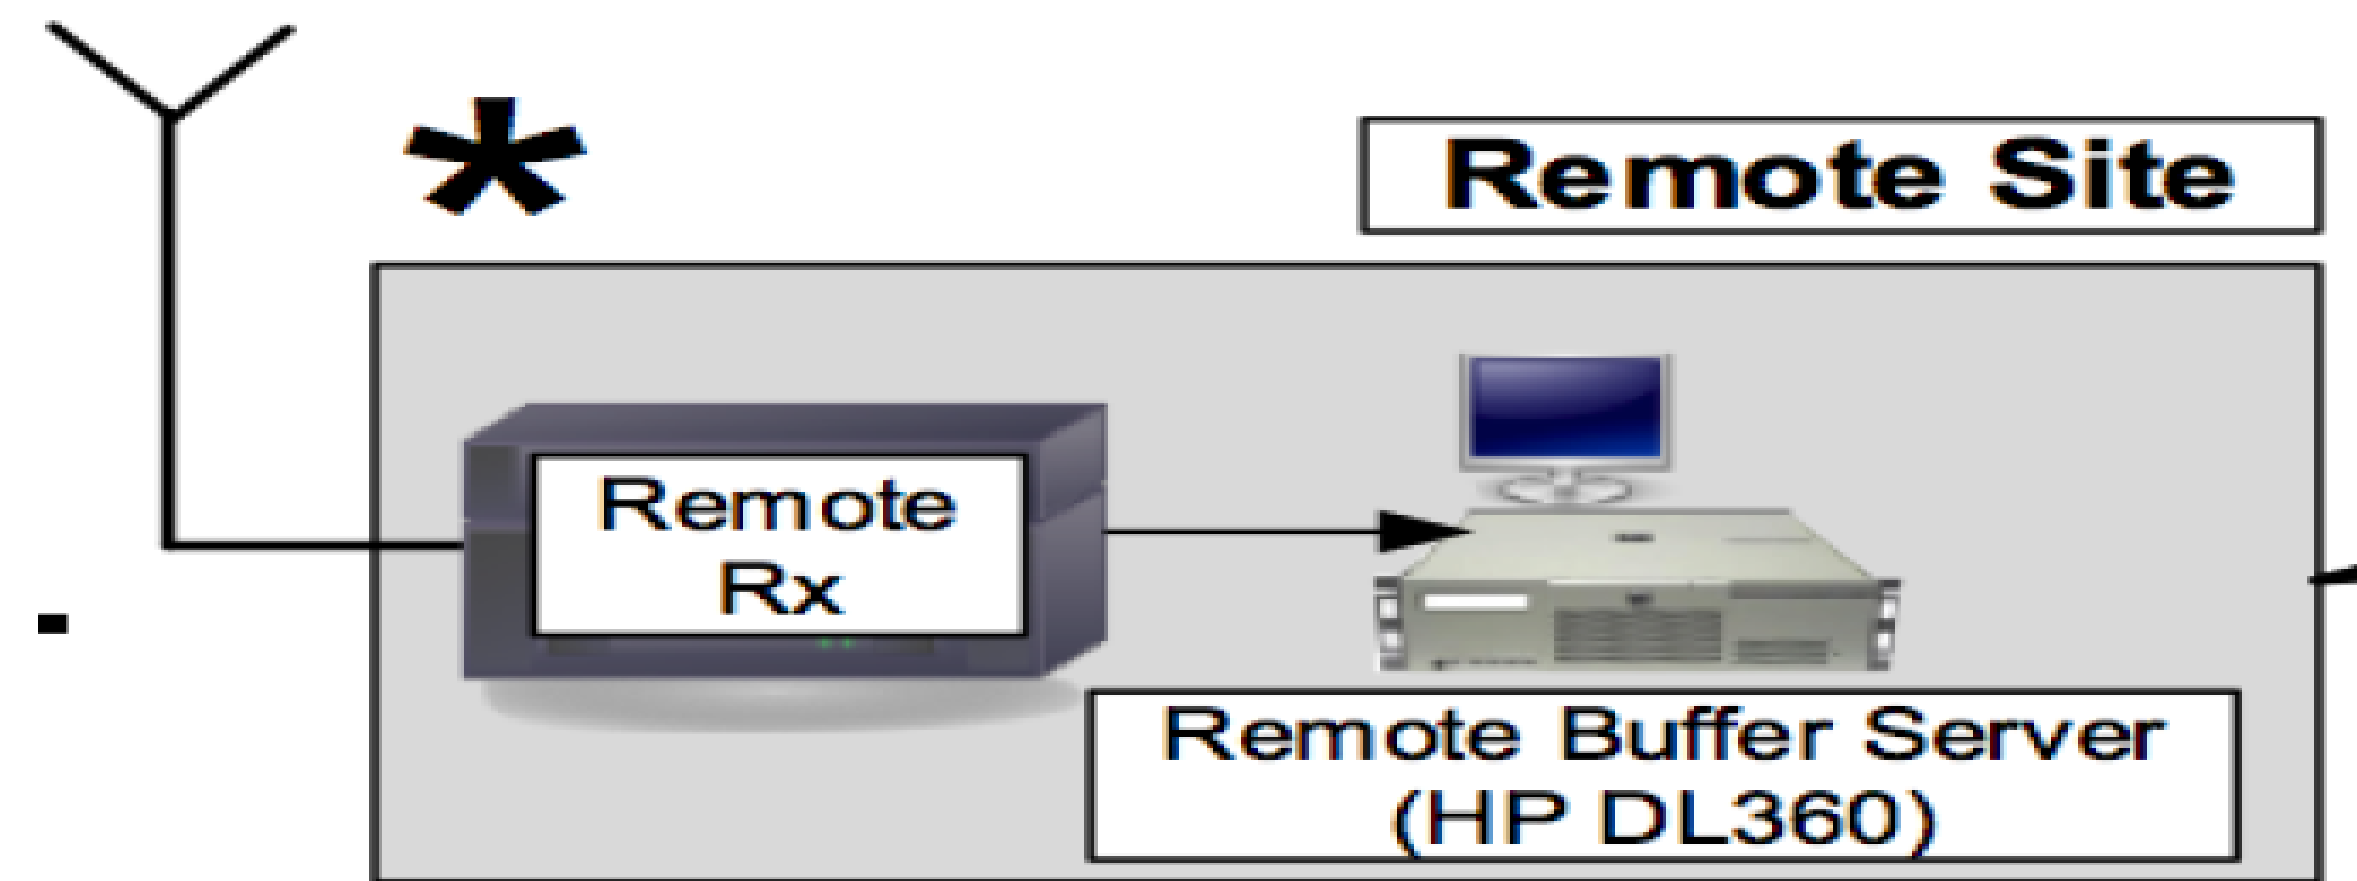 *
Remote Site
Remote
Rx
Remote Buffer Server
(HP DL360)